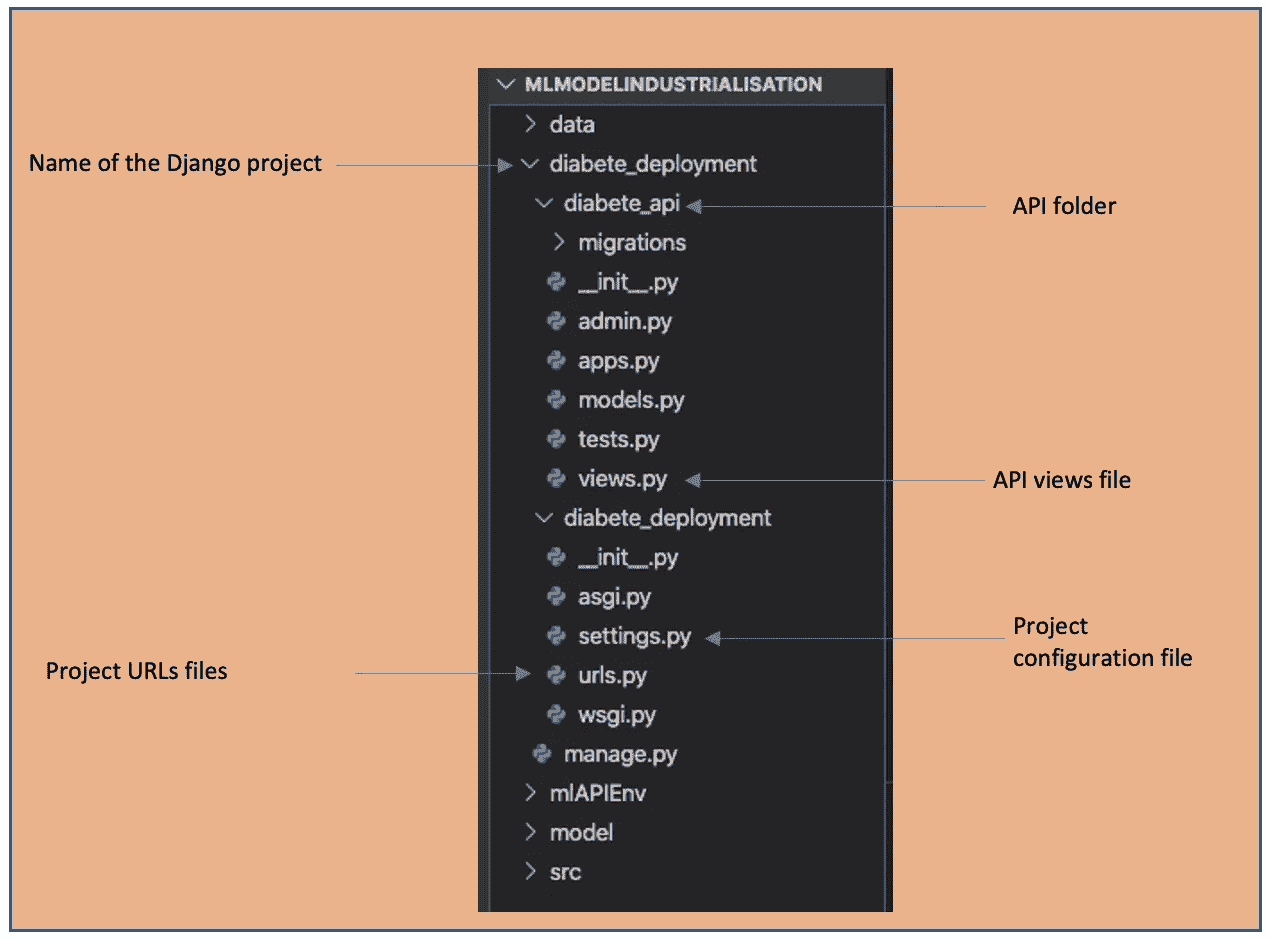 MLMODELINDUSTRIALISATION
data
Name of the Django project
diabete_deployment
diabete_api
API folder
migrations
__init__.py
admin.py
apps.py
models.py
tests.py
views.py
API views file
diabete_deployment
__init__.py
asgi.py
settings.py
Project
configuration file
Project URLs files
urls.py
wsgi.py
manage.py
mlAPIEnv
model
src